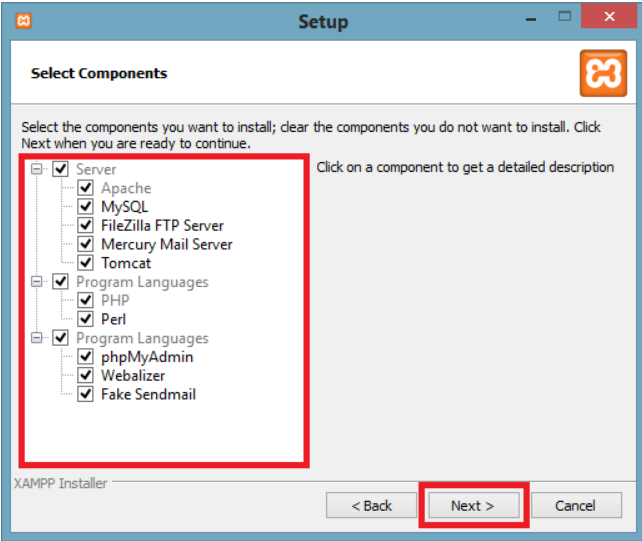 Setup
Select Components
Select the components you want to install; clear the components you do not want to install. Click
Next when you are ready to continue.
Server
Apache
MySQL
FileZilla FTP Server
Mercury Mail Server
Tomcat
Program Languages
PHP
Perl
Program Languages
phpMyAdmin
Webalizer
Fake Sendmail
Click on a component to get a detailed description
XAMPP Installer
< Back
Next >
Cancel